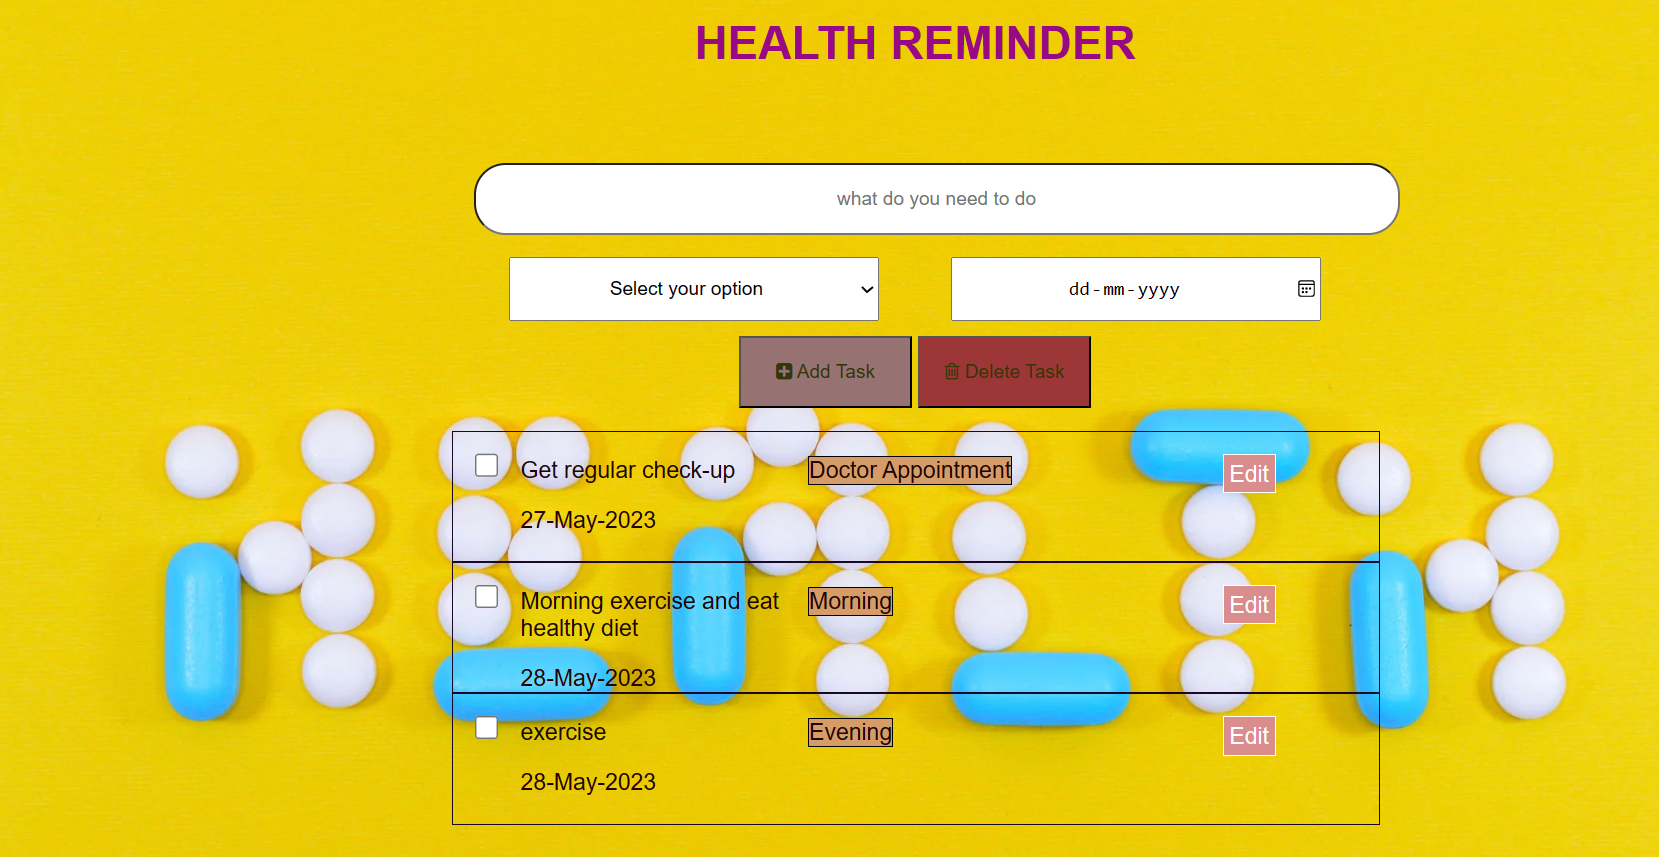 HEALTH REMINDER
what do you need to do
Select your option
dd-mm-yyyy
Add Task
Delete Task
Get regular check-up
Doctor Appointment
Edit
27-May-2023
Morning exercise and eat
healthy diet
Morning
Edit
28-May-2023
exercise
Evening
Edit
28-May-2023